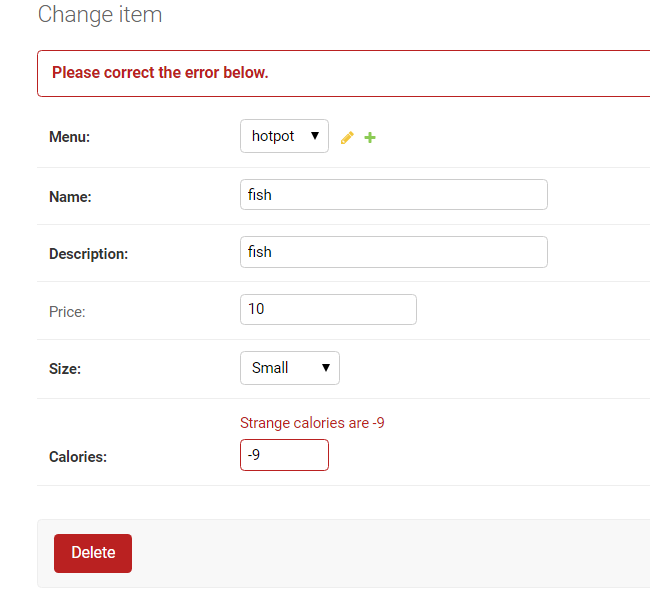 Change item
Please correct the error below.
Menu: hotpot
Name: fish
Description: fish
Price: 10
Size: Small
Strange calories are -9
Calories: -9
Delete